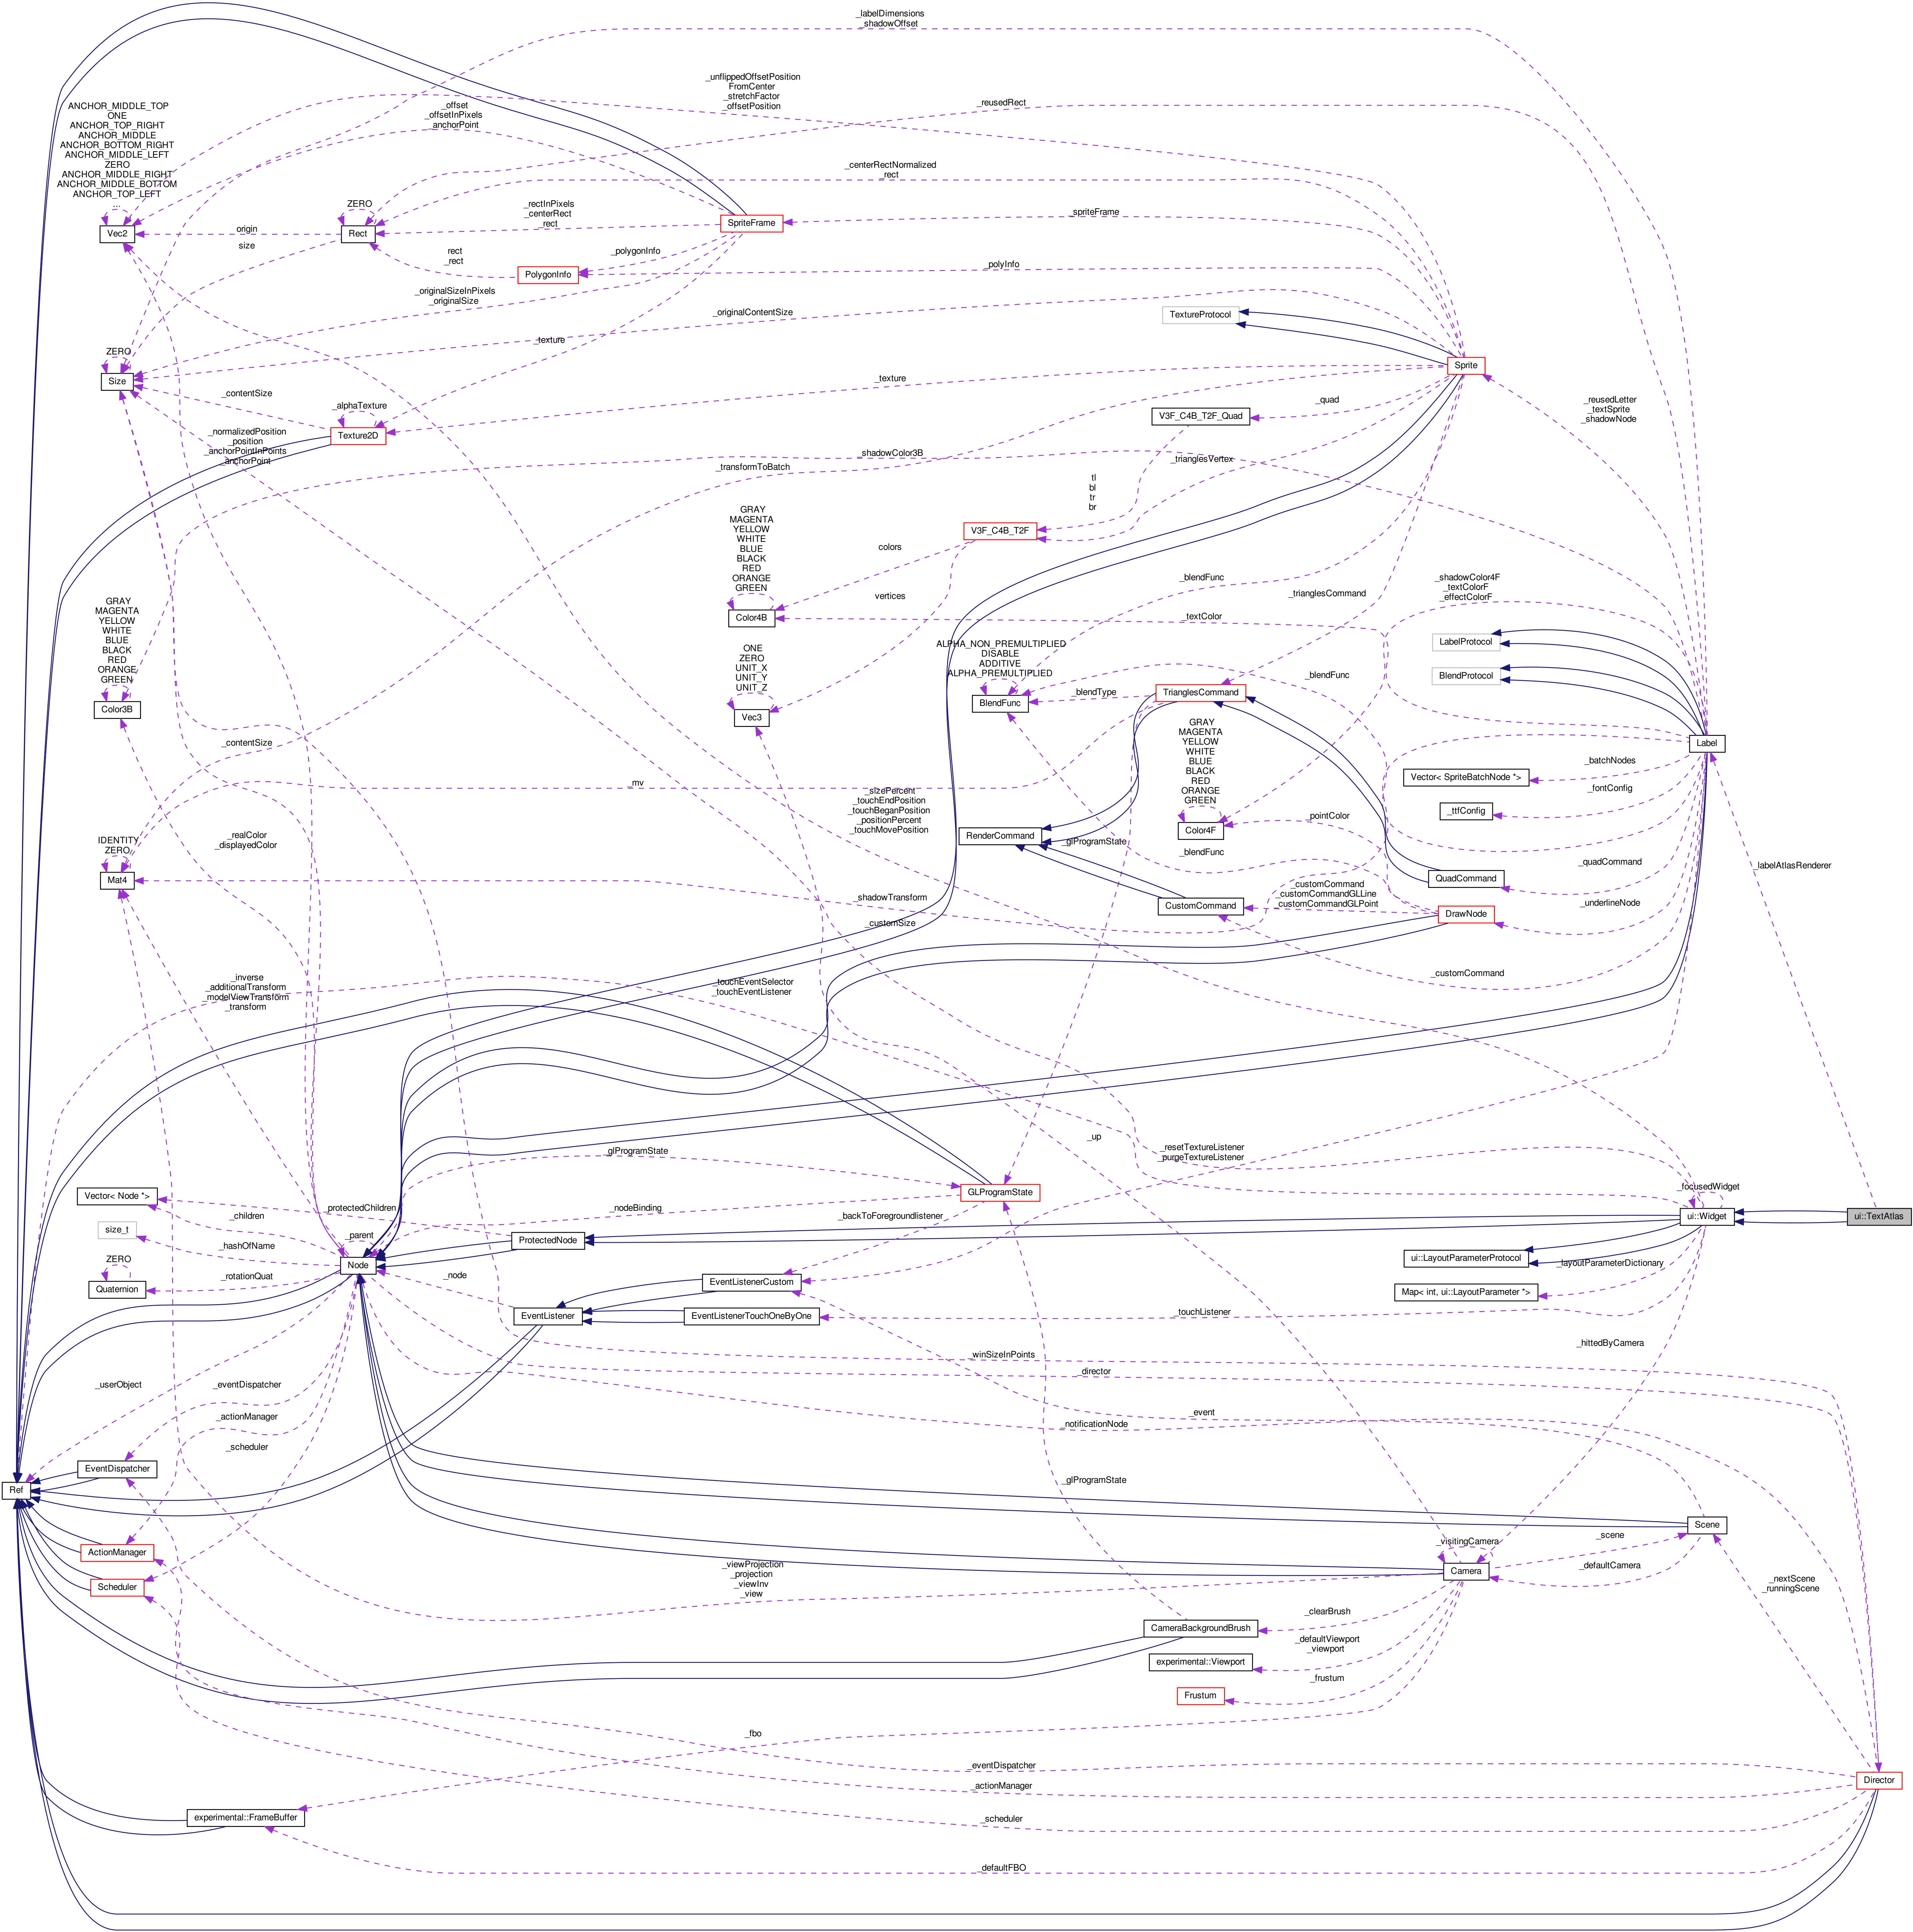 _labelDimensions
_shadowOffset
_unflippedOffsetPosition
FromCenter
_stretchFactor
_offsetPosition
_reusedRect
ANCHOR_MIDDLE_TOP
ONE
ANCHOR_TOP_RIGHT
ANCHOR_MIDDLE
ANCHOR_BOTTOM_RIGHT
ANCHOR_MIDDLE_LEFT
ZERO
ANCHOR_MIDDLE_RIGHT
ANCHOR_MIDDLE_BOTTOM
ANCHOR_TOP_LEFT
...
_offset
_offsetInPixels
_anchorPoint
_centerRectNormalized
_rect
ZERO
_rectInPixels
_centerRect
_rect
_spriteFrame
SpriteFrame
Vec2
origin
Rect
size
rect
_rect
_polygonInfo
PolygonInfo
_polyInfo
_originalSizeInPixels
_originalSize
_originalContentSize
TextureProtocol
_texture
ZERO
Size
Sprite
_contentSize
_alphaTexture
_texture
_quad
V3F_C4B_T2F_Quad
_reusedLetter
_textSprite
_shadowNode
Texture2D
_normalizedPosition
_position
_anchorPointInPoints
_anchorPoint
_transformToBatch
_shadowColor3B
_trianglesVertex
tl
bl
tr
br
GRAY
MAGENTA
YELLOW
WHITE
BLUE
BLACK
RED
ORANGE
GREEN
Color4B
V3F_C4B_T2F
colors
vertices
_blendFunc
_trianglesCommand
_shadowColor4F
_textColorF
_effectColorF
_textColor
GRAY
MAGENTA
YELLOW
WHITE
BLUE
BLACK
RED
ORANGE
GREEN
Color3B
ONE
ZERO
UNIT_X
UNIT_Y
UNIT_Z
Vec3
ALPHA_NON_PREMULTIPLIED
DISABLE
ADDITIVE
ALPHA_PREMULTIPLIED
BlendFunc
_blendType
TrianglesCommand
_blendFunc
LabelProtocol
BlendProtocol
Label
_contentSize
_mv
GRAY
MAGENTA
YELLOW
WHITE
BLUE
BLACK
RED
ORANGE
GREEN
Color4F
Vector< SpriteBatchNode *>
_batchNodes
_ttfConfig
_fontConfig
_sizePercent
_touchEndPosition
_touchBeganPosition
_positionPercent
_touchMovePosition
RenderCommand
_glProgramState
_pointColor
_blendFunc
_realColor
_displayedColor
IDENTITY
ZERO
Mat4
QuadCommand
_quadCommand
_labelAtlasRenderer
_shadowTransform
_customSize
CustomCommand
_customCommand
_customCommandGLLine
_customCommandGLPoint
DrawNode
_underlineNode
_customCommand
_inverse
_additionalTransform
_modelViewTransform
_transform
_touchEventSelector
_touchEventListener
_up
_resetTextureListener
_purgeTextureListener
_glProgramState
GLProgramState
_focusedWidget
Vector< Node *>
_protectedChildren
_children
_nodeBinding
_backToForegroundlistener
ui::Widget
ui::TextAtlas
size_t
_hashOfName
_parent
ProtectedNode
ui::LayoutParameterProtocol
_layoutParameterDictionary
ZERO
Quaternion
_rotationQuat
Node
_node
EventListenerCustom
Map< int, ui::LayoutParameter *>
EventListener
EventListenerTouchOneByOne
_touchListener
_hittedByCamera
_winSizeInPoints
_director
_userObject
_eventDispatcher
_event
_notificationNode
_actionManager
_scheduler
EventDispatcher
Ref
_glProgramState
Scene
ActionManager
Scheduler
_visitingCamera
Camera
_scene
_defaultCamera
_viewProjection
_projection
_viewInv
_view
_nextScene
_runningScene
_clearBrush
CameraBackgroundBrush
_defaultViewport
_viewport
experimental::Viewport
_frustum
Frustum
_fbo
_eventDispatcher
Director
_actionManager
experimental::FrameBuffer
_scheduler
_defaultFBO